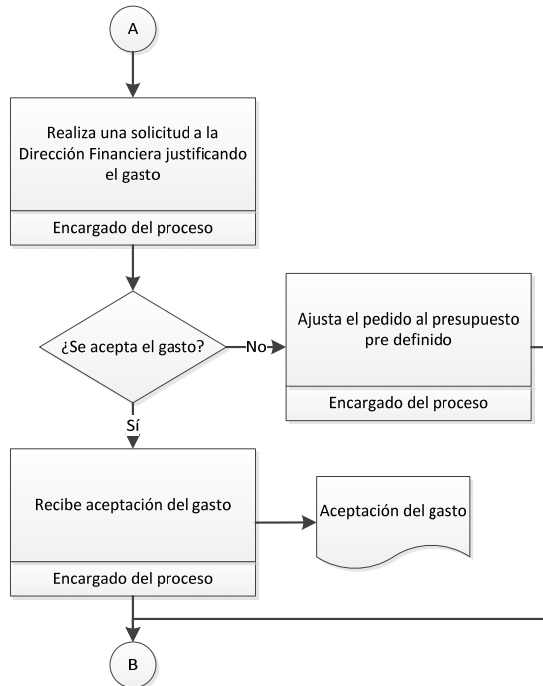 A
Realiza una solicitud a la
Dirección Financiera justificando
el gasto
Encargado del proceso
¿Se acepta el gasto?
No
Ajusta el pedido al presupuesto
pre definido
Encargado del proceso
Sí
Recibe aceptación del gasto
Encargado del proceso
Aceptación del gasto
B